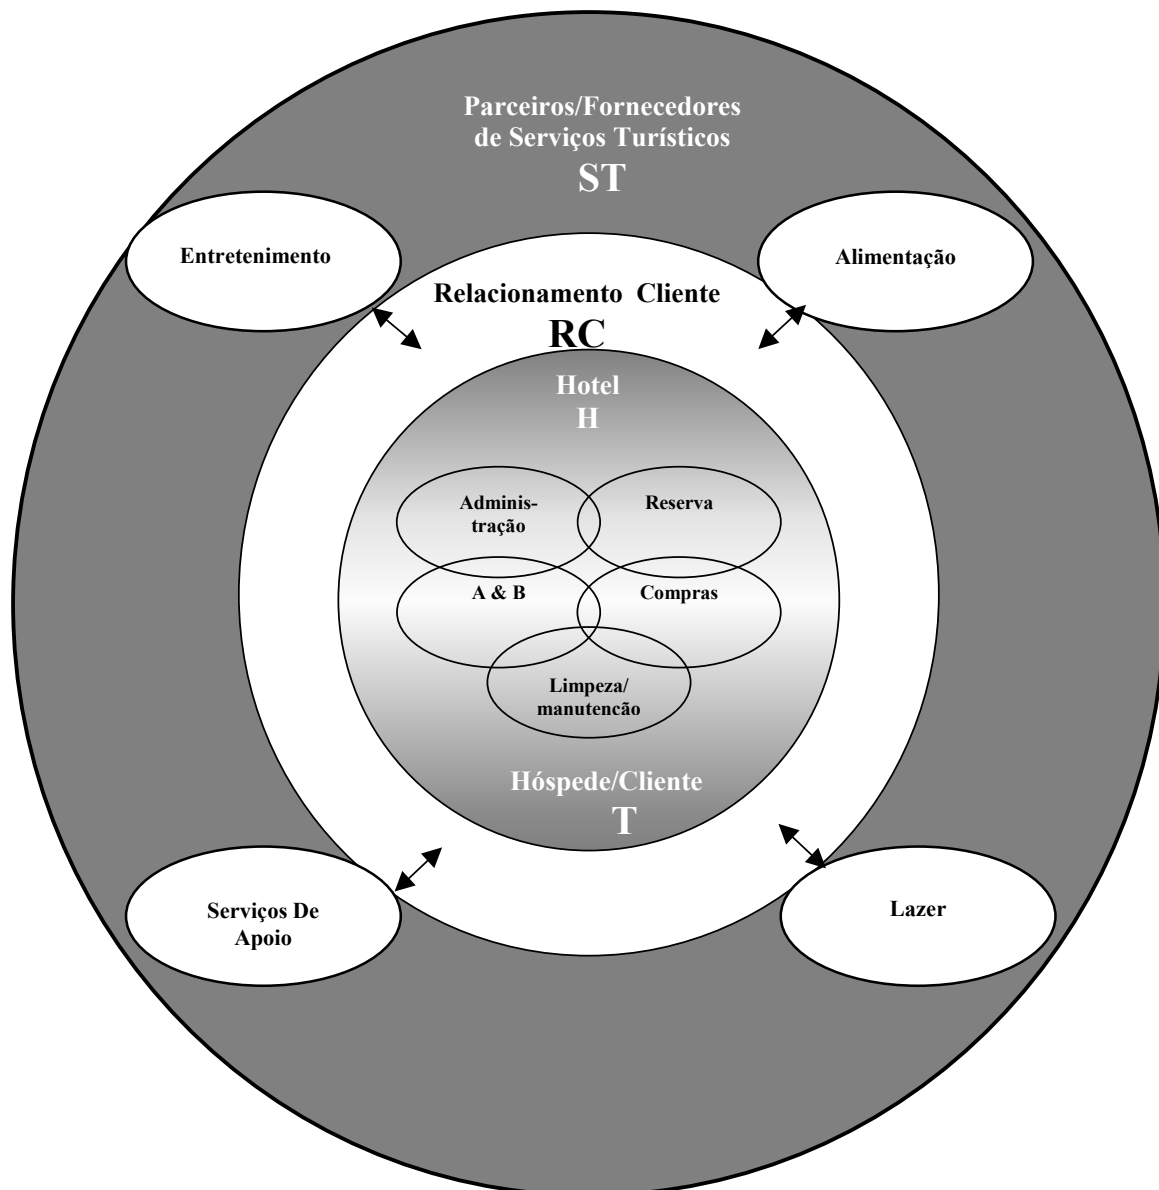 Parceiros/Fornecedores
de Serviços Turísticos
ST
Entretenimento
Alimentação
Relacionamento Cliente
RC
Hotel
H
Adminis-
tração
Reserva
A & B
Compras
Limpeza/
manutencão
Hóspede/Cliente
T
Serviços De
Apoio
Lazer